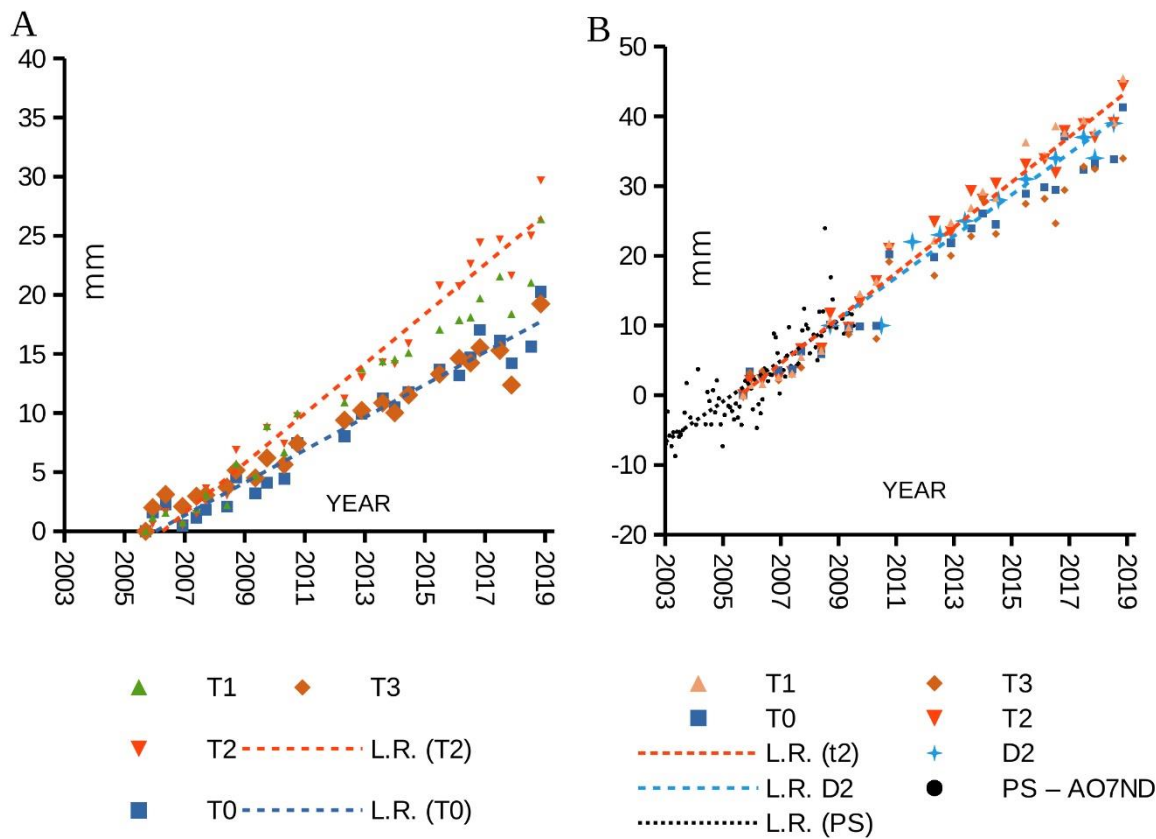 A
40
35
30
25
20
15
10
5
0
mm
YEAR
2003
2005
2007
2009
2011
2013
2015
2017
2019
T1
T3
T2
L.R. (T2)
T0
L.R. (T0)
B
50
40
30
20
10
0
-10
-20
mm
YEAR
2003
2005
2007
2009
2011
2013
2015
2017
2019
T1
T3
T0
T2
L.R. (t2)
D2
L.R. D2
PS – AO7ND
L.R. (PS)